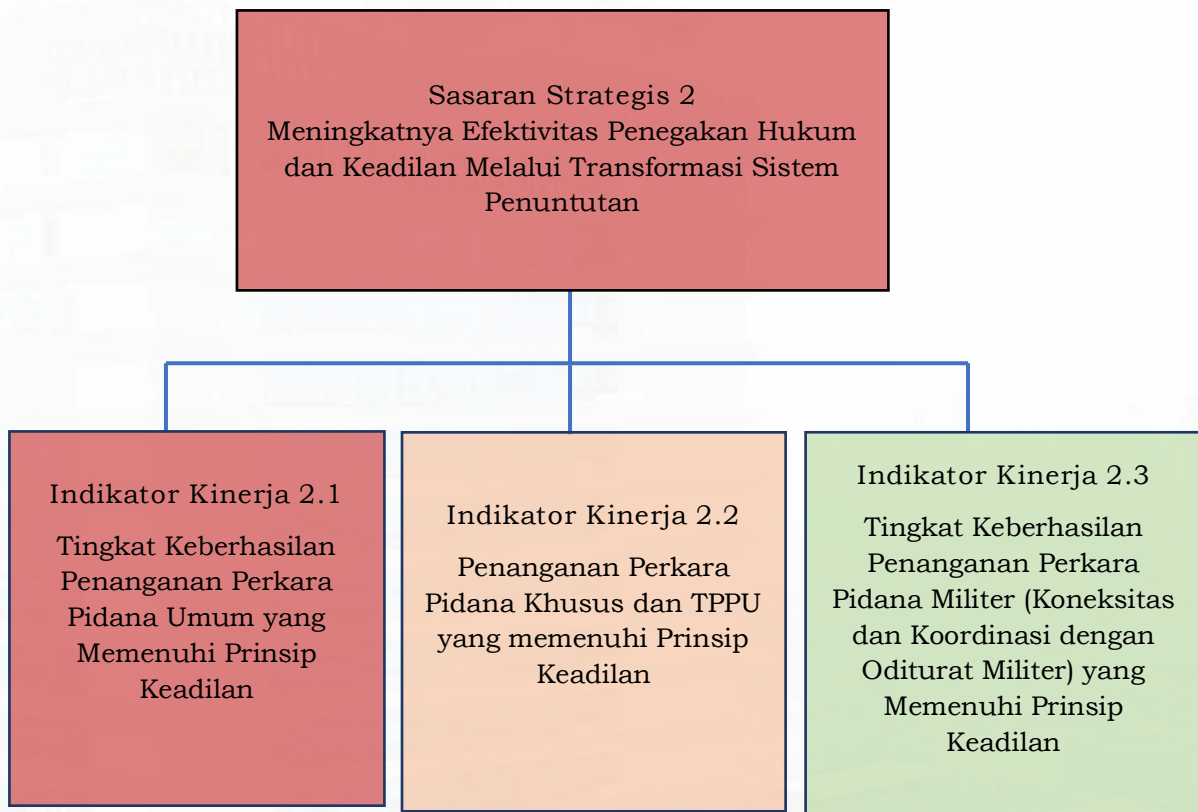 Sasaran Strategis 2
Meningkatnya Efektivitas Penegakan Hukum
dan Keadilan Melalui Transformasi Sistem
Penuntutan
Indikator Kinerja 2.1
Tingkat Keberhasilan
Penanganan Perkara
Pidana Umum yang
Memenuhi Prinsip
Keadilan
Indikator Kinerja 2.2
Penanganan Perkara
Pidana Khusus dan TPPU
yang memenuhi Prinsip
Keadilan
Indikator Kinerja 2.3
Tingkat Keberhasilan
Penanganan Perkara
Pidana Militer (Koneksitas
dan Koordinasi dengan
Oditurat Militer) yang
Memenuhi Prinsip
Keadilan